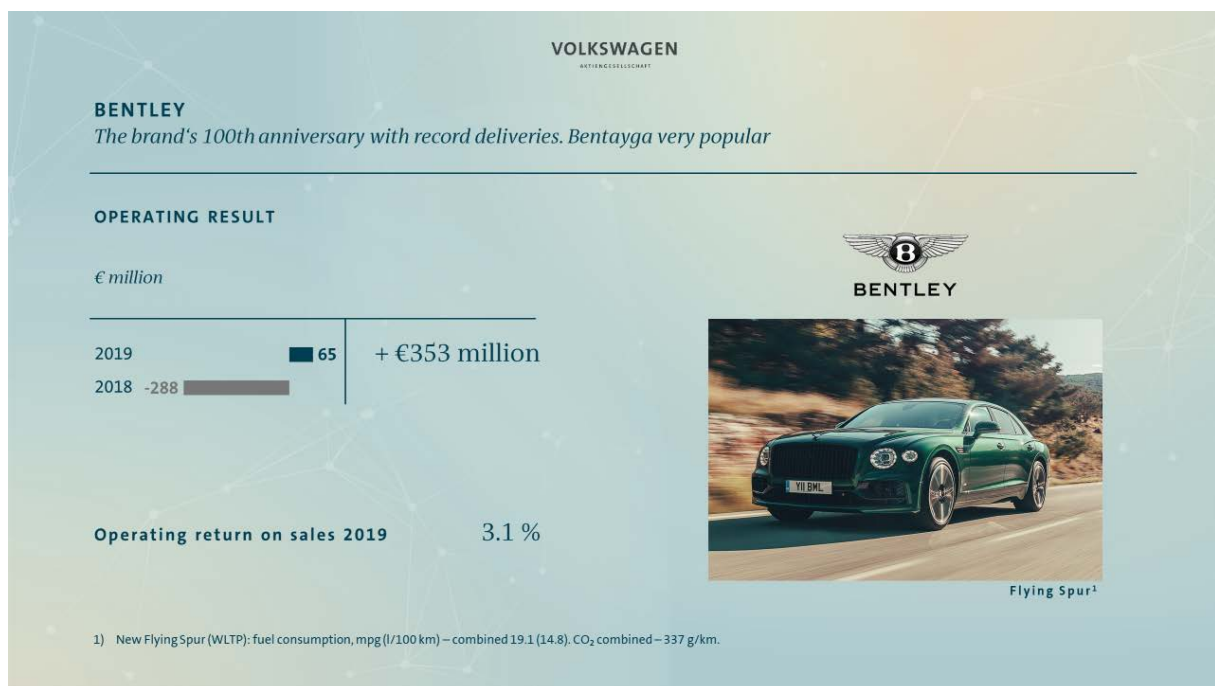 VOLKSWAGEN
AKTIENGESELLSCHAFT
BENTLEY
The brand‘s 100th anniversary with record deliveries. Bentayga very popular
OPERATING RESULT
€ million
2019 65 + €353 million
2018 -288
B
BENTLEY
YII BML
Operating return on sales 2019 3.1 %
Flying Spur¹
1) New Flying Spur (WLTP): fuel consumption, mpg (l/100 km) – combined 19.1 (14.8). CO₂ combined – 337 g/km.